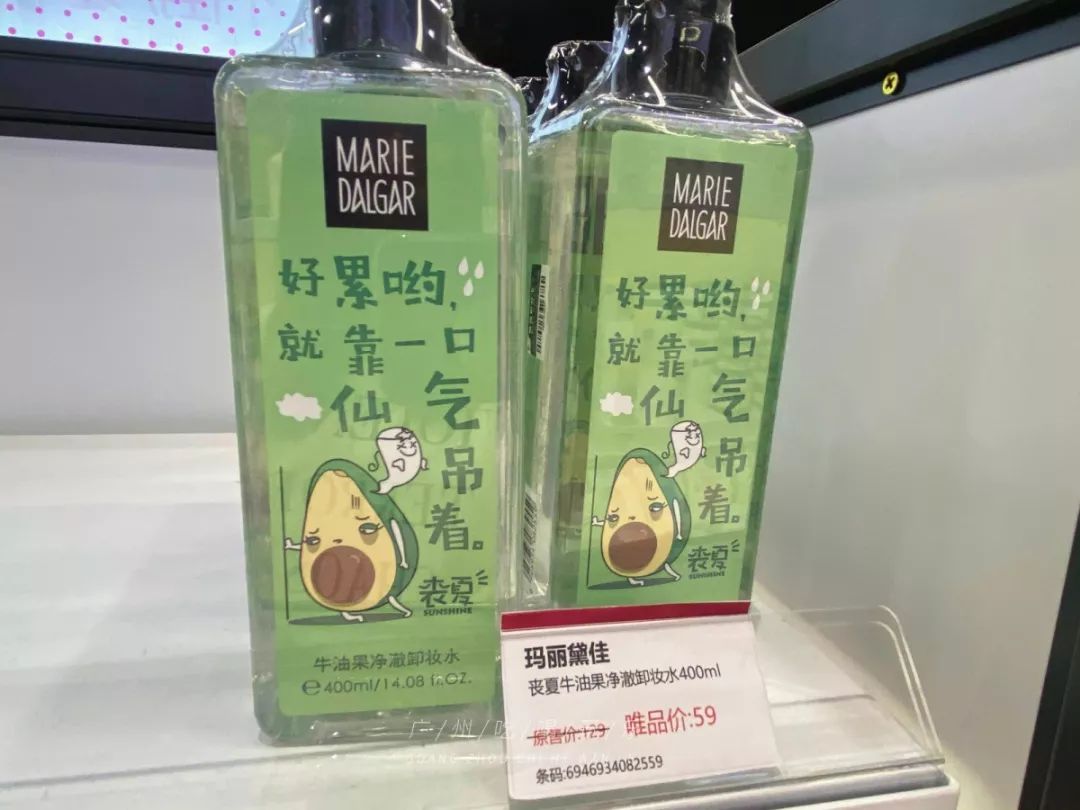 MARIE
DALGAR
好累哟,
就靠一口
仙气
吊
着。
丧夏
SUNSHINE
牛油果净澈卸妆水
℮400ml/14.08 fl.OZ.
MARIE
DALGAR
好累哟,
就靠一口
仙气
吊
着。
丧夏
SUNSHINE
玛丽黛佳
丧夏牛油果净澈卸妆水400ml
原售价:129 唯品价:59
条码:6946934082559